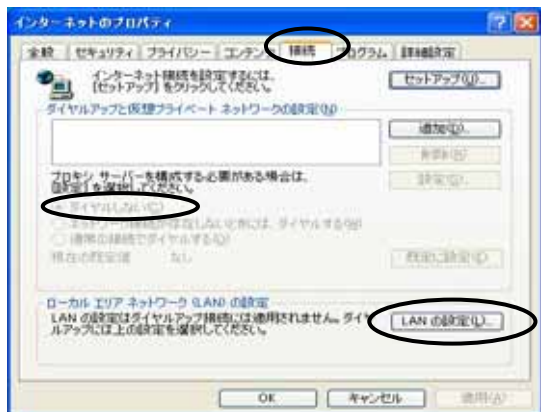 インターネットのプロパティ
全般 セキュリティ プライバシー コンテンツ 接続 プログラム 詳細設定
インターネット接続を設定するには、
[セットアップ] をクリックしてください。
セットアップ(U)...
ダイヤルアップと仮想プライベート ネットワークの設定(N)
追加(D)...
削除(R)
プロキシ サーバーを構成する必要がある場合は、
[設定] を選択してください。
設定(S)...
ダイヤルしない(C)
ネットワーク接続が存在しないときには、ダイヤルする(W)
通常の接続でダイヤルする(O)
現在の既定値 なし
既定に設定(E)
ローカル エリア ネットワーク (LAN) の設定
LAN の設定はダイヤルアップ接続には適用されません。ダイヤ
ルアップには上の設定を選択してください。
LAN の設定(L)...
OK キャンセル 適用(A)